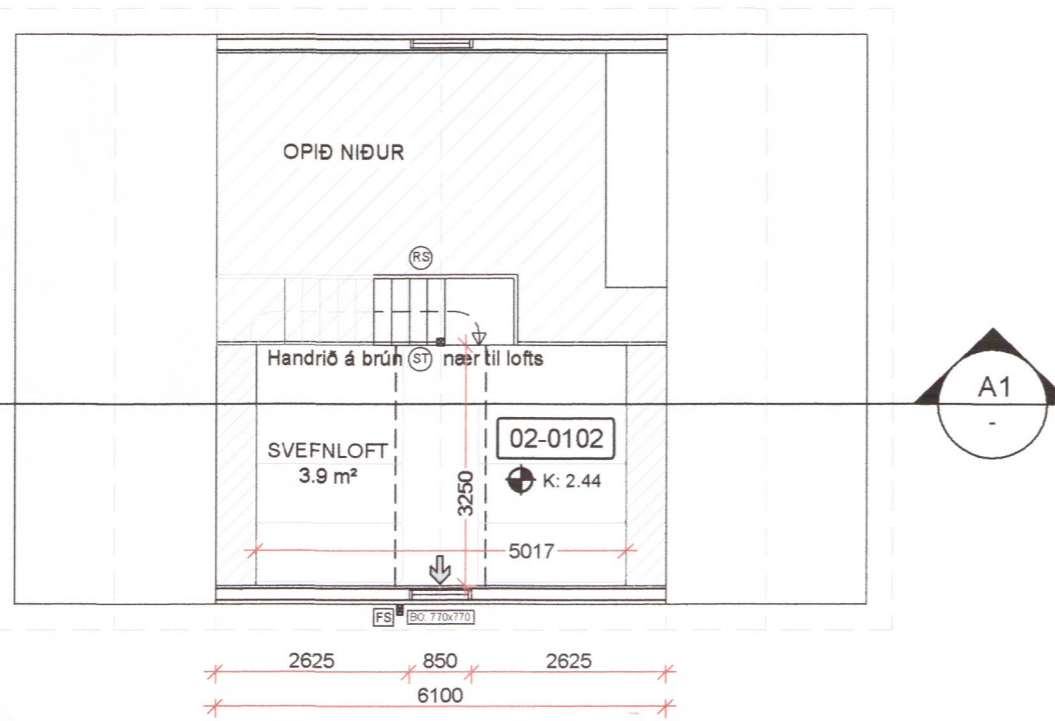 OPIÐ NIÐUR
RS
Handrið á brún ST nær til lofts
A1
-
02-0102
SVEFNLOFT
3.9 m²
K: 2.44
3250
5017
FS
BO: 770x770
2625 850 2625
6100